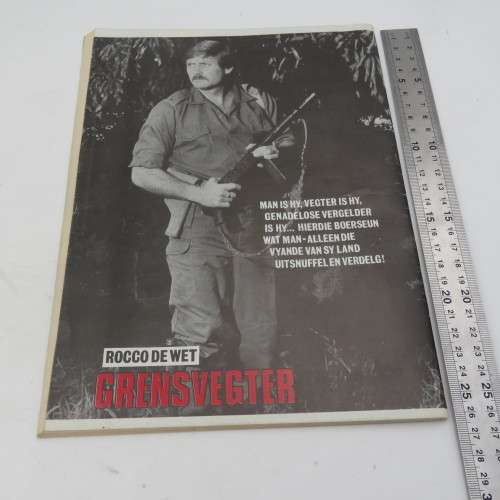 MAN IS HY, VEGTER IS HY,
GENADELOSE VERGELDER
IS HY... HIERDIE BOERSEUN
WAT MAN-ALLEEN DIE
VYANDE VAN SY LAND
UITSNUFFEL EN VERDELG!
ROCCO DE WET
GRENSVEGTER